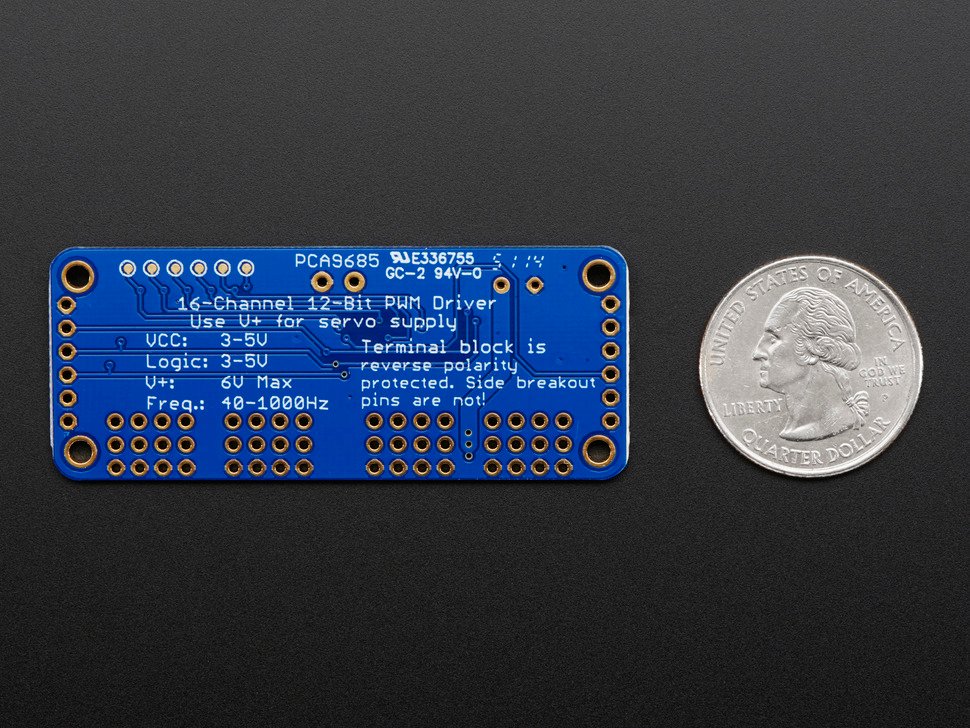 PCA9685 RU E336755 5114
GC-2 94V-0
16-Channel 12-Bit PWM Driver
Use V+ for servo supply
VCC: 3-5V
Logic: 3-5V
V+: 6V Max
Freq.: 40-1000Hz
Terminal block is
reverse polarity
protected. Side breakout
pins are not!
UNITED STATES OF AMERICA
LIBERTY
IN
GOD WE
TRUST
P
QUARTER DOLLAR